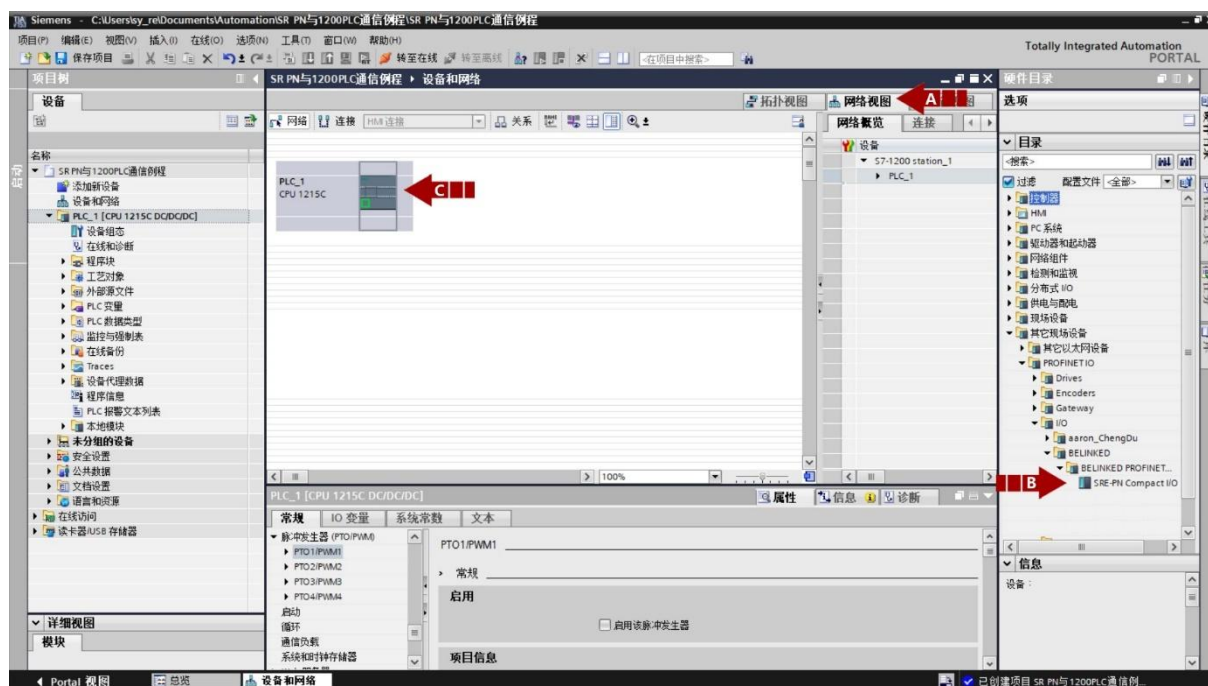 Siemens - C:\Users\sy_re\Documents\Automation\SR PN与1200PLC通信例程\SR PN与1200PLC通信例程
项目(P) 编辑(E) 视图(V) 插入(I) 在线(O) 选项(N) 工具(T) 窗口(W) 帮助(H)
Totally Integrated Automation
PORTAL
保存项目 转至在线 转至离线 <在项目中搜索>
项目树
设备
名称
SR PN与1200PLC通信例程
添加新设备
设备和网络
PLC_1 [CPU 1215C DC/DC/DC]
设备组态
在线和诊断
程序块
工艺对象
外部源文件
PLC 变量
PLC 数据类型
监控与强制表
在线备份
Traces
设备代理数据
程序信息
PLC 报警文本列表
本地模块
未分组的设备
安全设置
公共数据
文档设置
语言和资源
在线访问
读卡器/USB 存储器
详细视图
模块
SR PN与1200PLC通信例程 设备和网络
拓扑视图 网络视图 A
网络 连接 HMI 连接 关系
PLC_1
CPU 1215C
C
100%
网络概览 连接
设备
S7-1200 station_1
PLC_1
PLC_1 [CPU 1215C DC/DC/DC]
属性 信息 诊断
常规 IO 变量 系统常数 文本
脉冲发生器 (PTO/PWM)
PTO1/PWM1
PTO2/PWM2
PTO3/PWM3
PTO4/PWM4
启动
循环
通信负载
系统和时钟存储器
PTO1/PWM1
常规
启用
启用该脉冲发生器
项目信息
硬件目录
选项
目录
<搜索>
过滤 配置文件 <全部>
控制器
HMI
PC 系统
驱动器和起动器
网络组件
检测和监视
分布式 I/O
供电与配电
现场设备
其它现场设备
其它以太网设备
PROFINET IO
Drives
Encoders
Gateway
I/O
aaron_ChengDu
BELINKED
BELINKED PROFINET...
B SRE-PN Compact I/O
信息
设备：
Portal 视图 总览 设备和网络
已创建项目 SR PN与1200PLC通信例...